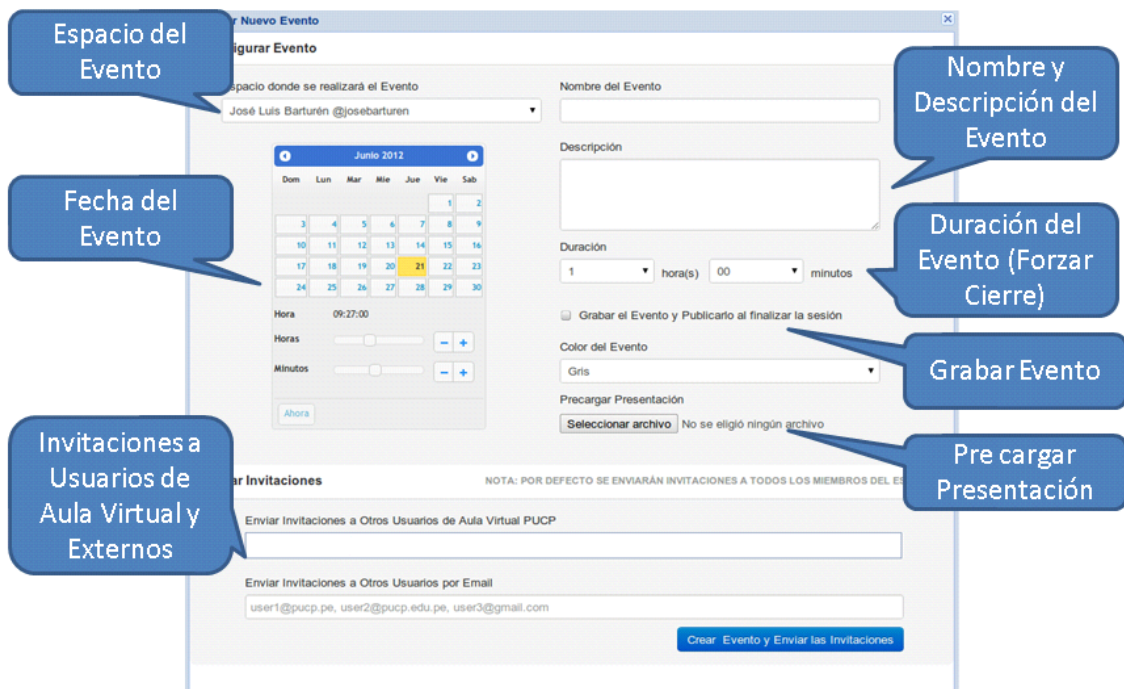 Espacio del
Evento
r Nuevo Evento
igurar Evento
spacio donde se realizará el Evento
José Luis Barturén @josebarturen
Nombre del Evento
Nombre y
Descripción del
Evento
Descripción
Fecha del
Evento
Junio 2012
Dom Lun Mar Mie Jue Vie Sab
1 2
3 4 5 6 7 8 9
10 11 12 13 14 15 16
17 18 19 20 21 22 23
24 25 26 27 28 29 30
Hora 09:27:00
Horas
- +
Minutos
- +
Ahora
Duración
1 hora(s) 00 minutos
Duración del
Evento (Forzar
Cierre)
Grabar el Evento y Publicarlo al finalizar la sesión
Grabar Evento
Color del Evento
Gris
Precargar Presentación
Seleccionar archivo No se eligió ningún archivo
Pre cargar
Presentación
Invitaciones a
Usuarios de
Aula Virtual y
Externos
ar Invitaciones
NOTA: POR DEFECTO SE ENVIARÁN INVITACIONES A TODOS LOS MIEMBROS DEL ES
Enviar Invitaciones a Otros Usuarios de Aula Virtual PUCP
Enviar Invitaciones a Otros Usuarios por Email
user1@pucp.pe, user2@pucp.edu.pe, user3@gmail.com
Crear Evento y Enviar las Invitaciones